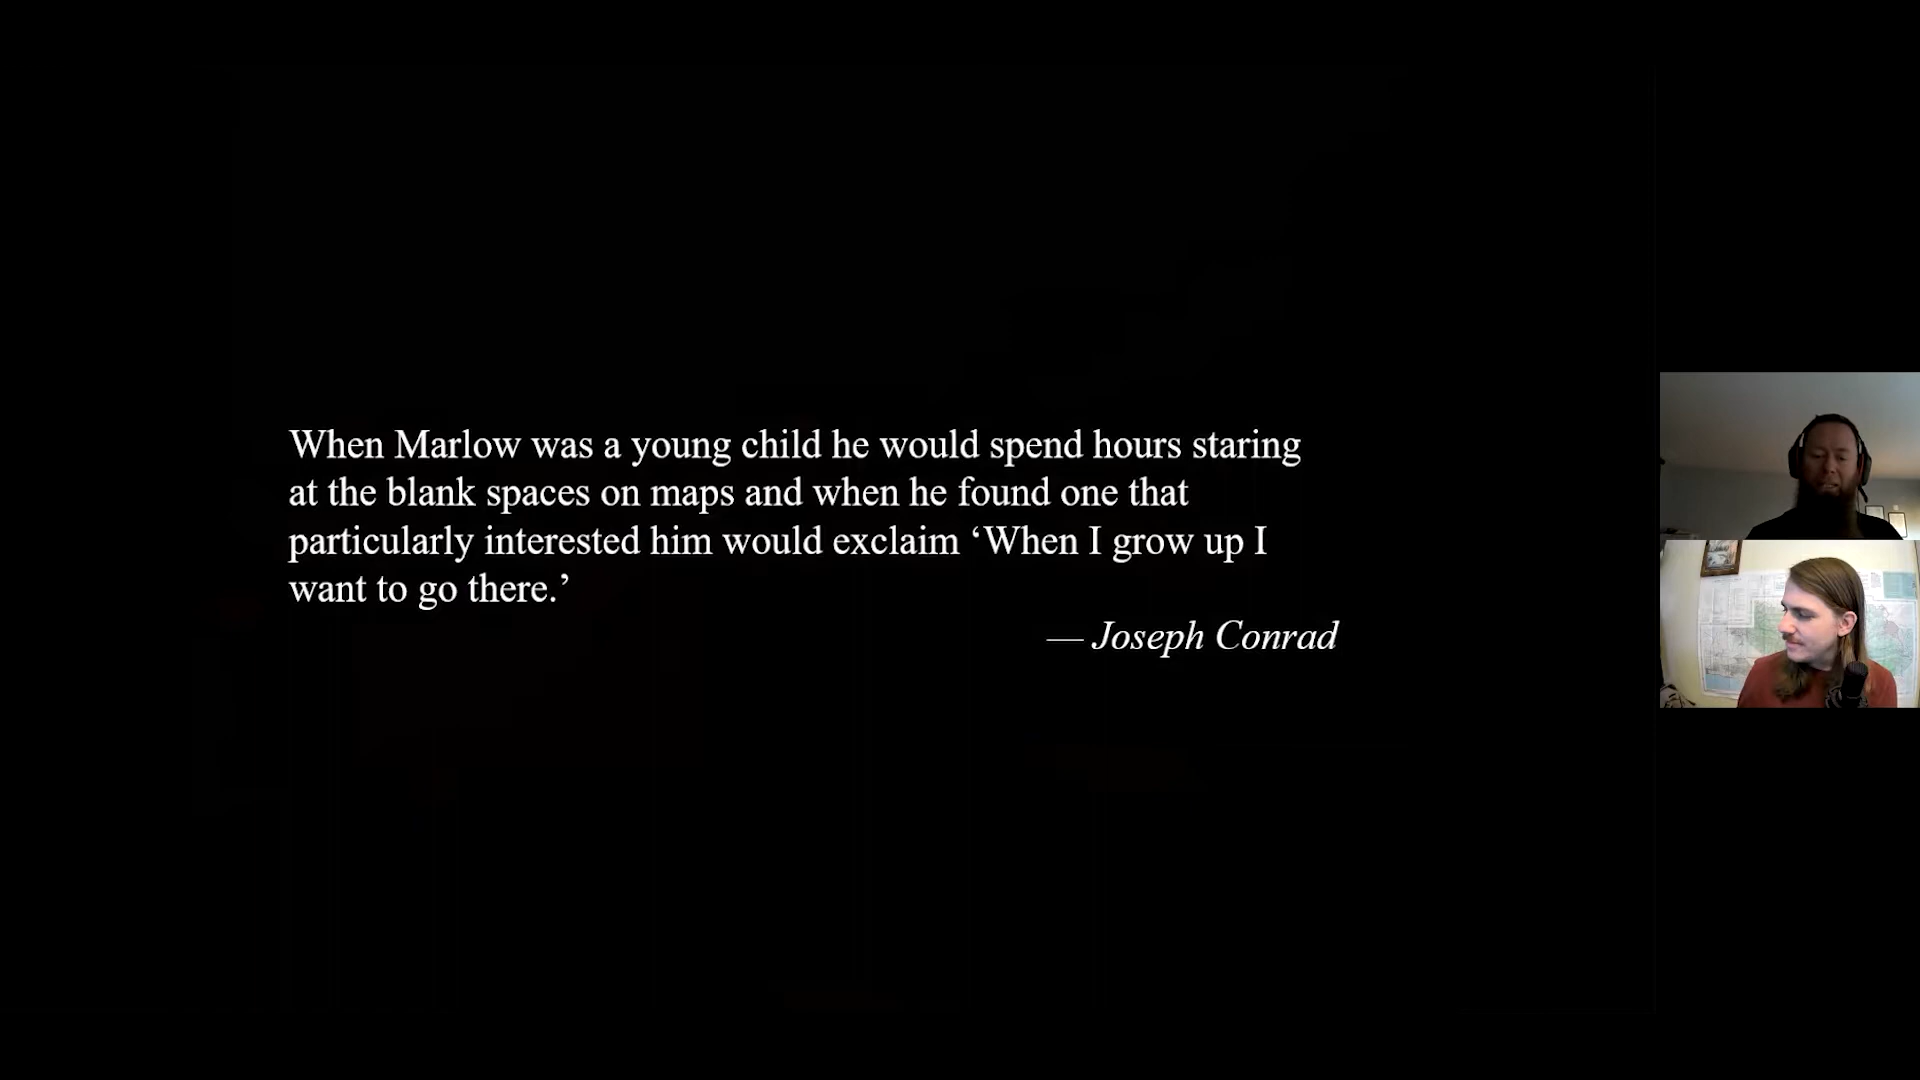 When Marlow was a young child he would spend hours staring
at the blank spaces on maps and when he found one that
particularly interested him would exclaim ‘When I grow up I
want to go there.’
— Joseph Conrad